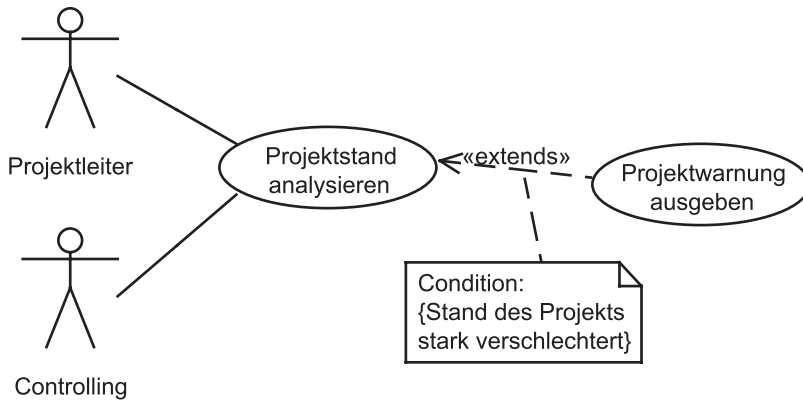 Projektleiter
Projektstand
analysieren
«extends»
Projektwarnung
ausgeben
Condition:
{Stand des Projekts
stark verschlechtert}
Controlling